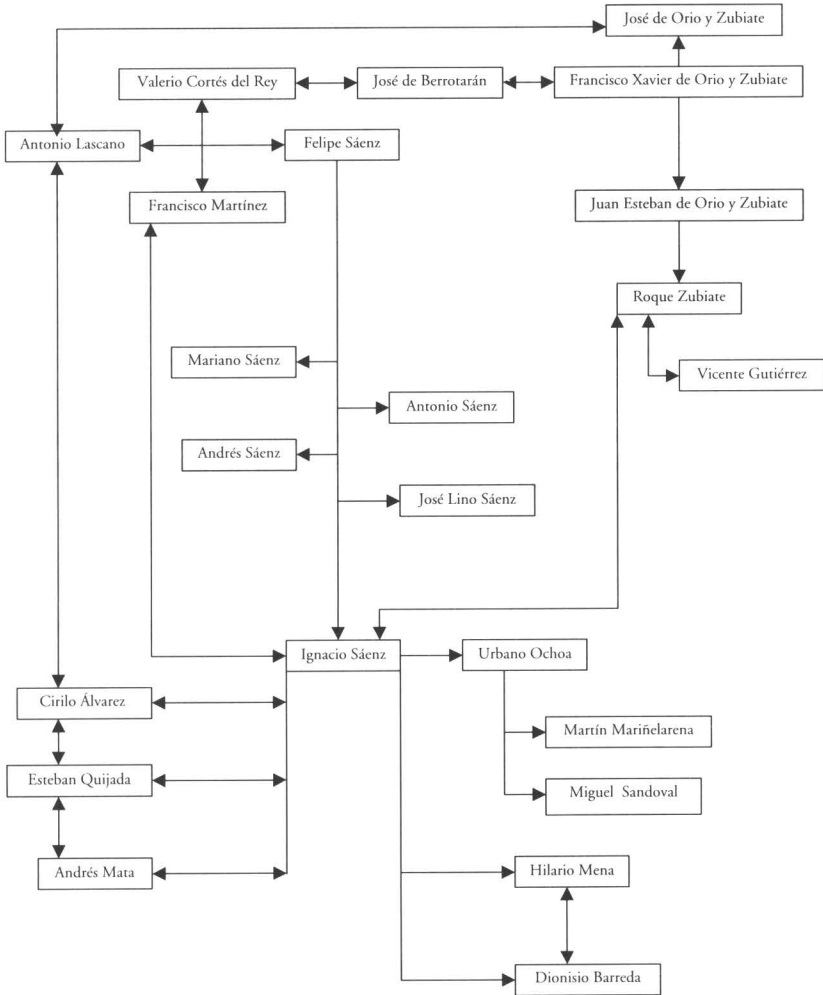 José de Orio y Zubiate
Valerio Cortés del Rey
José de Berrotarán
Francisco Xavier de Orio y Zubiate
Antonio Lascano
Felipe Sáenz
Francisco Martínez
Juan Esteban de Orio y Zubiate
Roque Zubiate
Mariano Sáenz
Vicente Gutiérrez
Antonio Sáenz
Andrés Sáenz
José Lino Sáenz
Ignacio Sáenz
Urbano Ochoa
Cirilo Álvarez
Martín Mariñelarena
Esteban Quijada
Miguel Sandoval
Andrés Mata
Hilario Mena
Dionisio Barreda